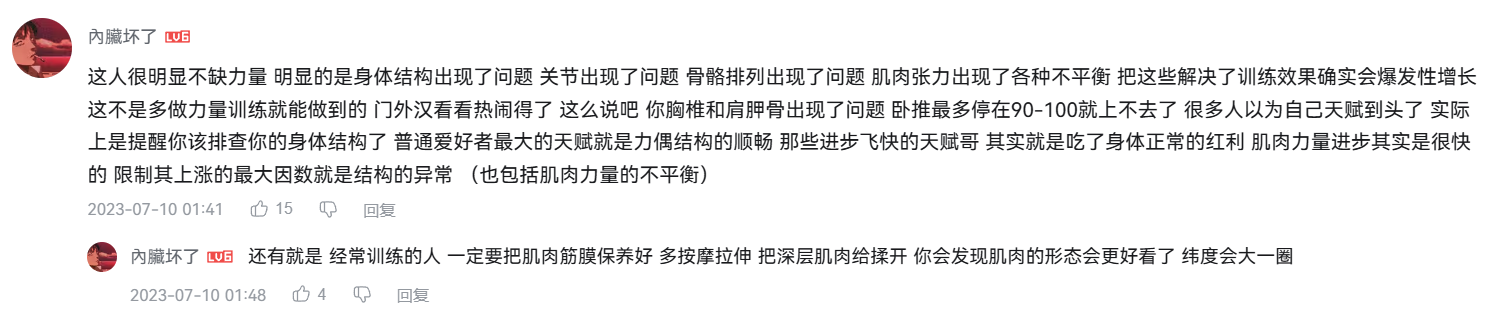 內臟坏了 LV6
这人很明显不缺力量 明显的是身体结构出现了问题 关节出现了问题 骨骼排列出现了问题 肌肉张力出现了各种不平衡 把这些解决了训练效果确实会爆发性增长
这不是多做力量训练就能做到的 门外汉看看热闹得了 这么说吧 你胸椎和肩胛骨出现了问题 卧推最多停在90-100就上不去了 很多人以为自己天赋到头了 实际
上是提醒你该排查你的身体结构了 普通爱好者最大的天赋就是力偶结构的顺畅 那些进步飞快的天赋哥 其实就是吃了身体正常的红利 肌肉力量进步其实是很快
的 限制其上涨的最大因数就是结构的异常 （也包括肌肉力量的不平衡）
2023-07-10 01:41 15 回复
內臟坏了 LV6 还有就是 经常训练的人 一定要把肌肉筋膜保养好 多按摩拉伸 把深层肌肉给揉开 你会发现肌肉的形态会更好看了 纬度会大一圈
2023-07-10 01:48 4 回复